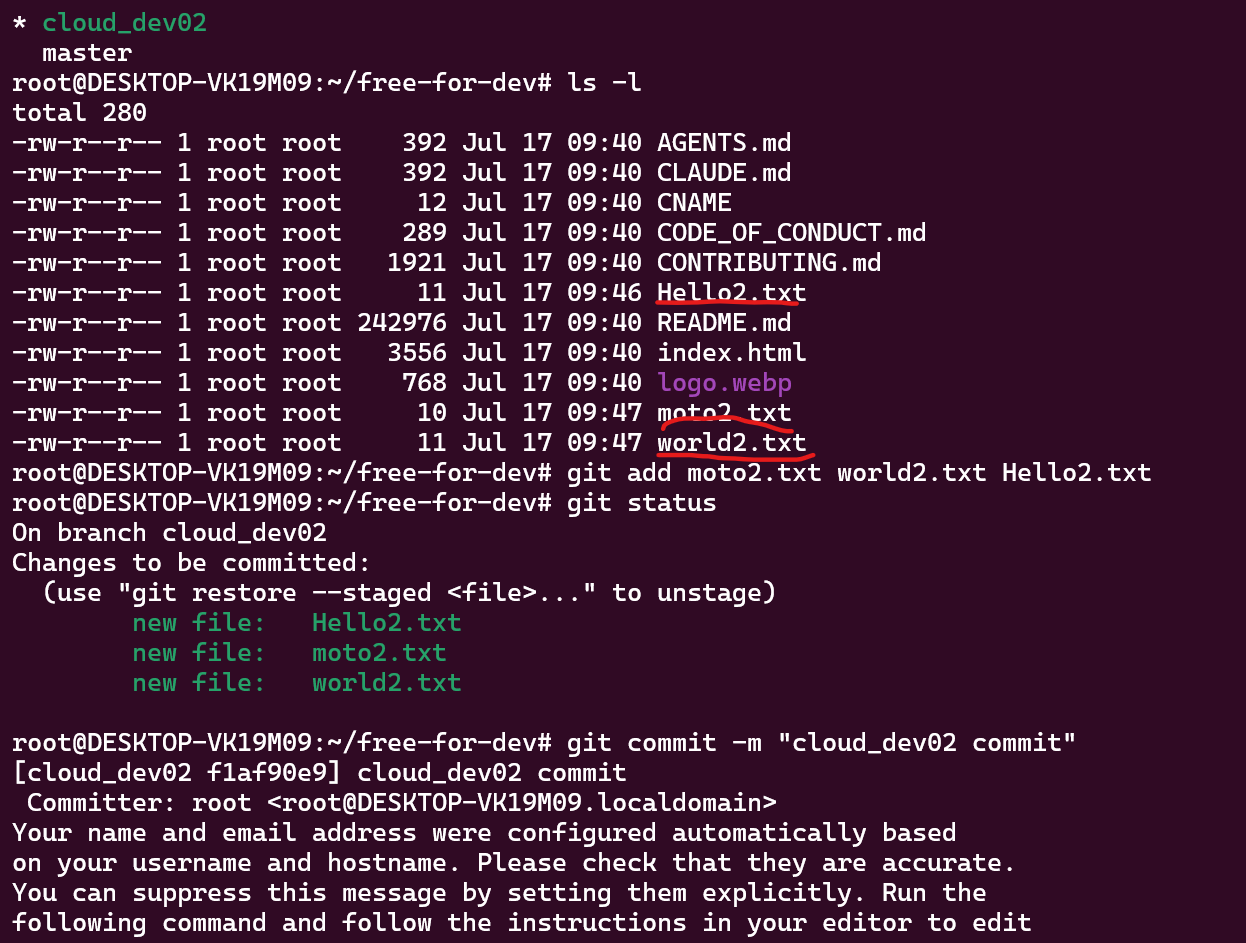 * cloud_dev02
  master
root@DESKTOP-VK19M09:~/free-for-dev# ls -l
total 280
-rw-r--r-- 1 root root    392 Jul 17 09:40 AGENTS.md
-rw-r--r-- 1 root root    392 Jul 17 09:40 CLAUDE.md
-rw-r--r-- 1 root root     12 Jul 17 09:40 CNAME
-rw-r--r-- 1 root root    289 Jul 17 09:40 CODE_OF_CONDUCT.md
-rw-r--r-- 1 root root   1921 Jul 17 09:40 CONTRIBUTING.md
-rw-r--r-- 1 root root     11 Jul 17 09:46 Hello2.txt
-rw-r--r-- 1 root root 242976 Jul 17 09:40 README.md
-rw-r--r-- 1 root root   3556 Jul 17 09:40 index.html
-rw-r--r-- 1 root root    768 Jul 17 09:40 logo.webp
-rw-r--r-- 1 root root     10 Jul 17 09:47 moto2.txt
-rw-r--r-- 1 root root     11 Jul 17 09:47 world2.txt
root@DESKTOP-VK19M09:~/free-for-dev# git add moto2.txt world2.txt Hello2.txt
root@DESKTOP-VK19M09:~/free-for-dev# git status
On branch cloud_dev02
Changes to be committed:
  (use "git restore --staged <file>..." to unstage)
        new file:   Hello2.txt
        new file:   moto2.txt
        new file:   world2.txt

root@DESKTOP-VK19M09:~/free-for-dev# git commit -m "cloud_dev02 commit"
[cloud_dev02 f1af90e9] cloud_dev02 commit
 Committer: root <root@DESKTOP-VK19M09.localdomain>
Your name and email address were configured automatically based
on your username and hostname. Please check that they are accurate.
You can suppress this message by setting them explicitly. Run the
following command and follow the instructions in your editor to edit